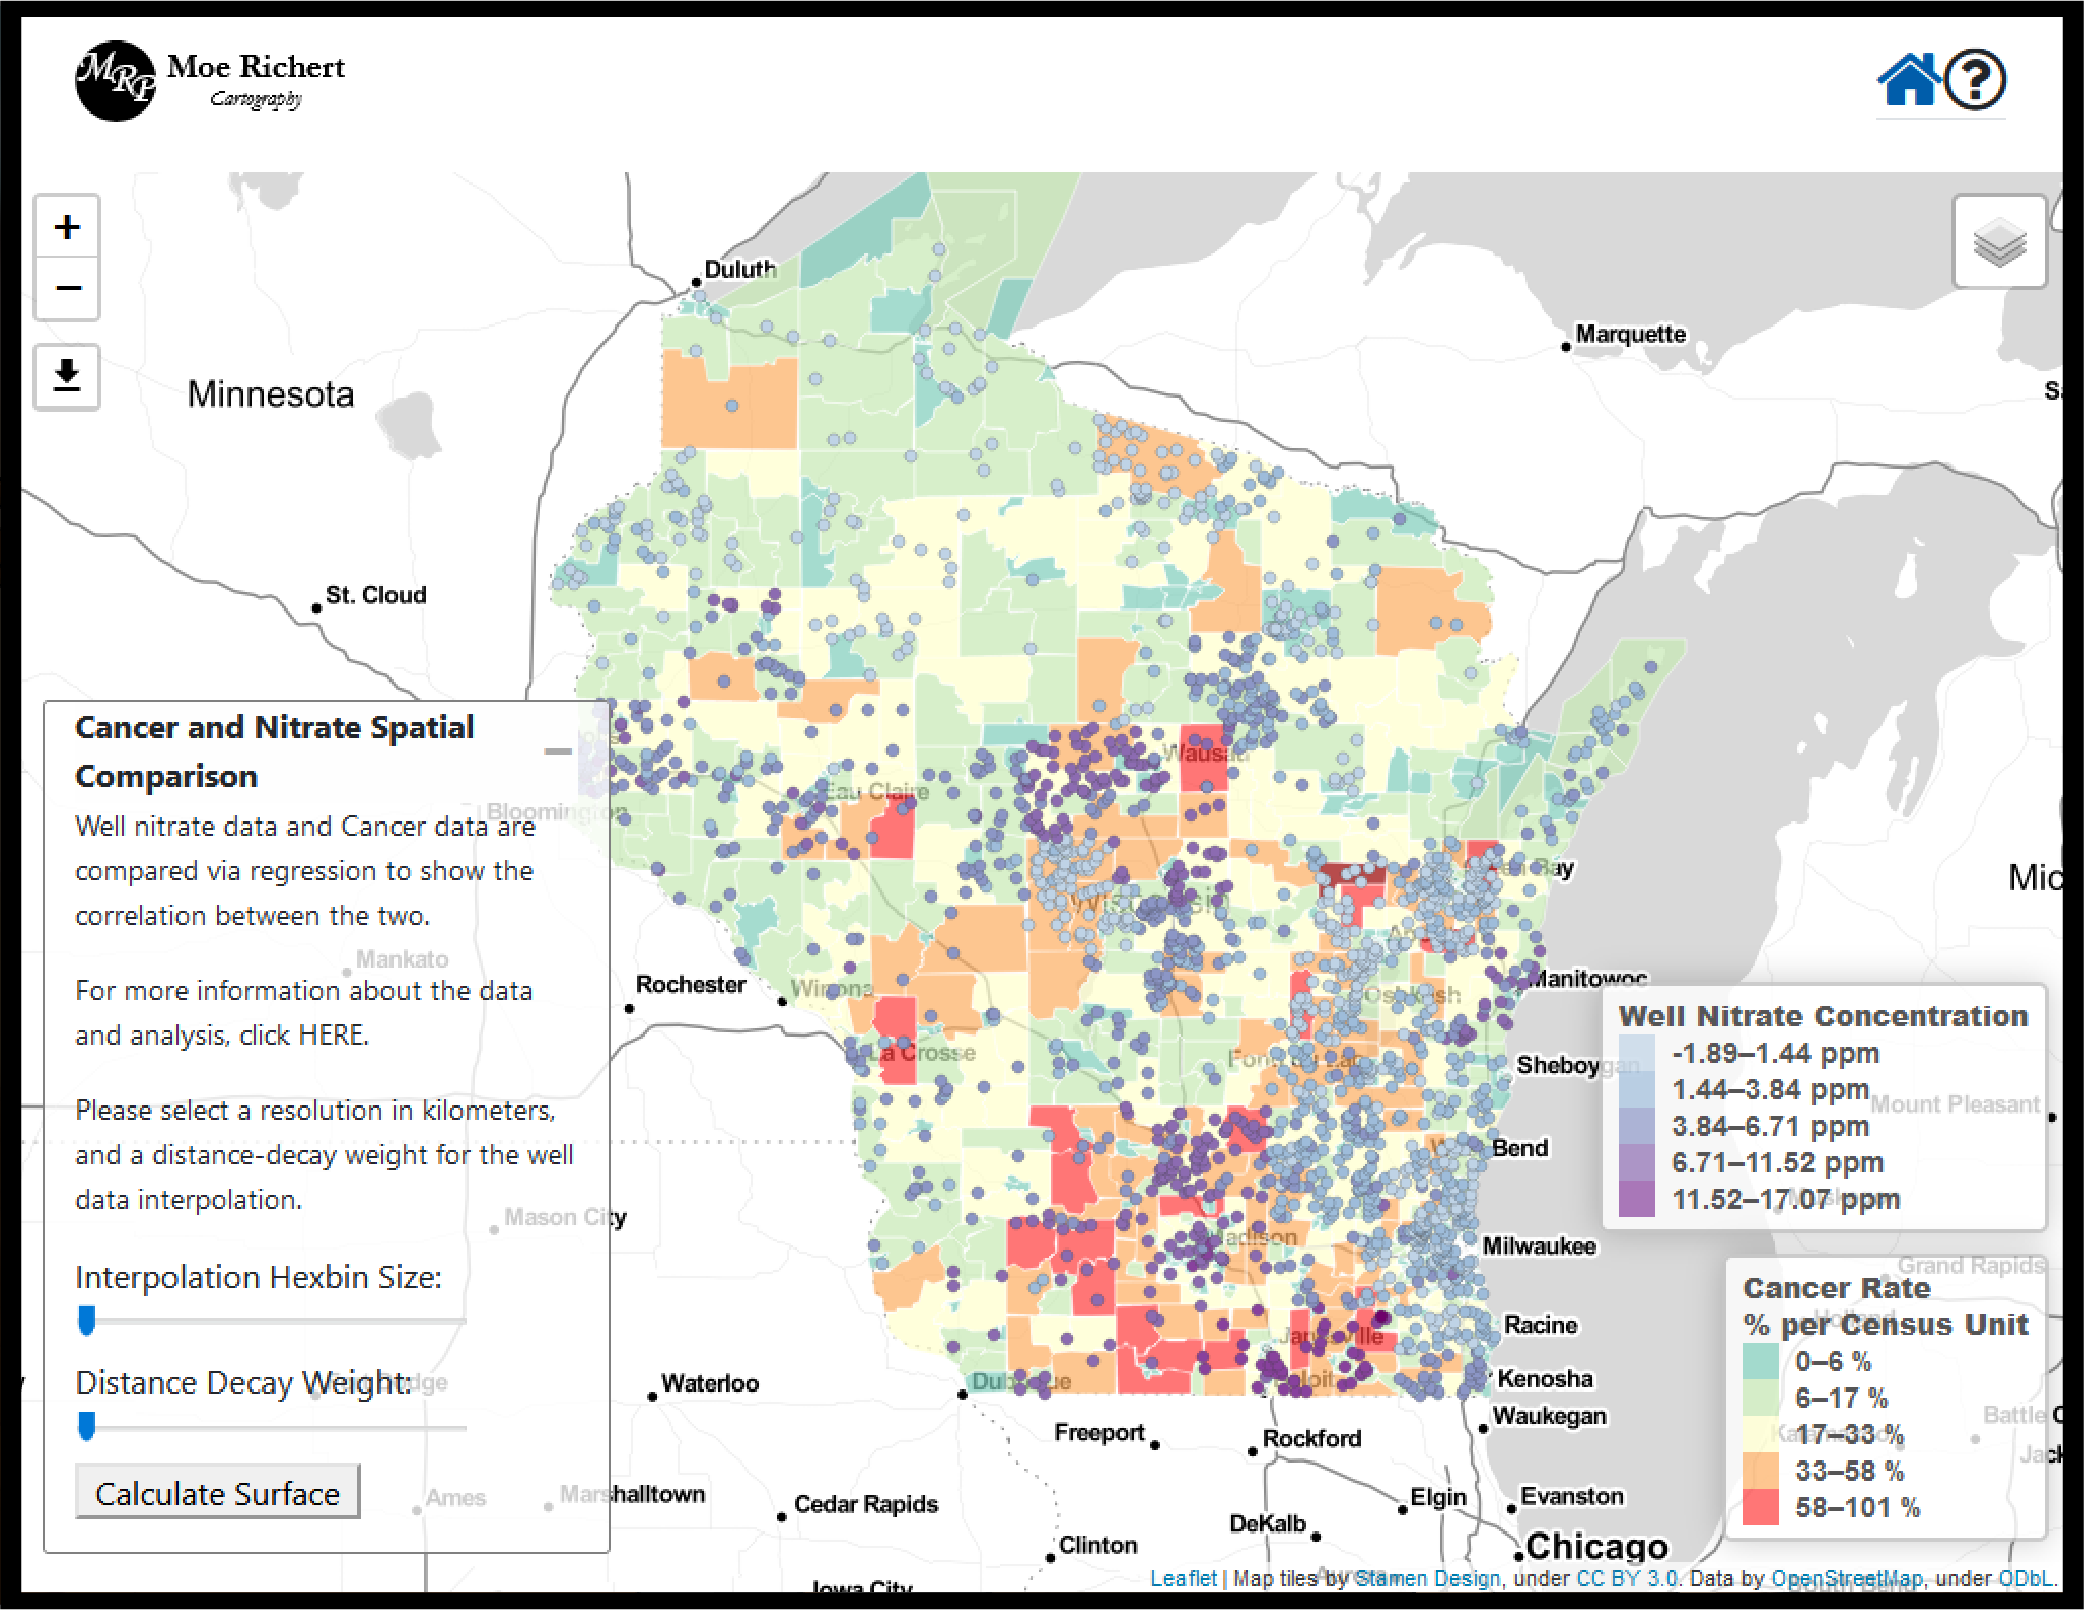 MRP
Moe Richert
Cartography
+
−
Duluth
Marquette
Minnesota
St. Cloud
Cancer and Nitrate Spatial
Comparison
Well nitrate data and Cancer data are
compared via regression to show the
correlation between the two.
For more information about the data
and analysis, click HERE.
Please select a resolution in kilometers,
and a distance-decay weight for the well
data interpolation.
Interpolation Hexbin Size:
Distance Decay Weight:
Calculate Surface
Wausau
Eau Claire
Bloomington
Wisconsin
Mankato
Rochester
Winona
Manitowoc
Oshkosh
La Crosse
Sheboygan
Mount Pleasant
Bend
Mason City
Madison
Milwaukee
Grand Rapids
Holland
Janesville
Racine
Waterloo
Dubuque
Beloit
Kenosha
Waukegan
Freeport
Rockford
Ames
Marshalltown
Cedar Rapids
Elgin
Evanston
DeKalb
Clinton
Chicago
Iowa City
Well Nitrate Concentration
-1.89–1.44 ppm
1.44–3.84 ppm
3.84–6.71 ppm
6.71–11.52 ppm
11.52–17.07 ppm
Cancer Rate
% per Census Unit
0–6 %
6–17 %
17–33 %
33–58 %
58–101 %
Leaflet | Map tiles by Stamen Design, under CC BY 3.0. Data by OpenStreetMap, under ODbL.